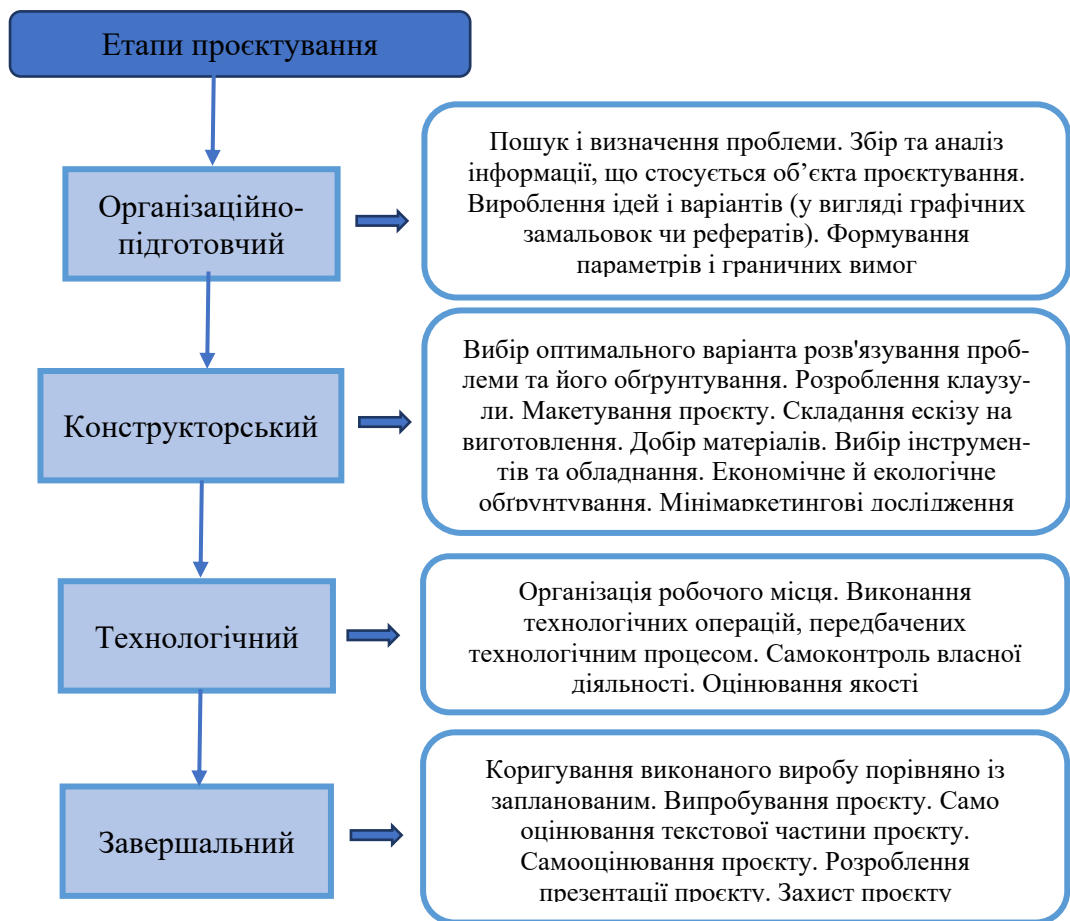 Етапи проєктування
Організаційно-
підготовчий
Пошук і визначення проблеми. Збір та аналіз
інформації, що стосується об’єкта проєктування.
Вироблення ідей і варіантів (у вигляді графічних
замальовок чи рефератів). Формування
параметрів і граничних вимог
Конструкторський
Вибір оптимального варіанта розв'язування проб-
леми та його обґрунтування. Розроблення клаузу-
ли. Макетування проєкту. Складання ескізу на
виготовлення. Добір матеріалів. Вибір інструмен-
тів та обладнання. Економічне й екологічне
обґрунтування. Мінімаркетингові дослідження
Технологічний
Організація робочого місця. Виконання
технологічних операцій, передбачених
технологічним процесом. Самоконтроль власної
діяльності. Оцінювання якості
Завершальний
Коригування виконаного виробу порівняно із
запланованим. Випробування проєкту. Само
оцінювання текстової частини проєкту.
Самооцінювання проєкту. Розроблення
презентації проєкту. Захист проєкту